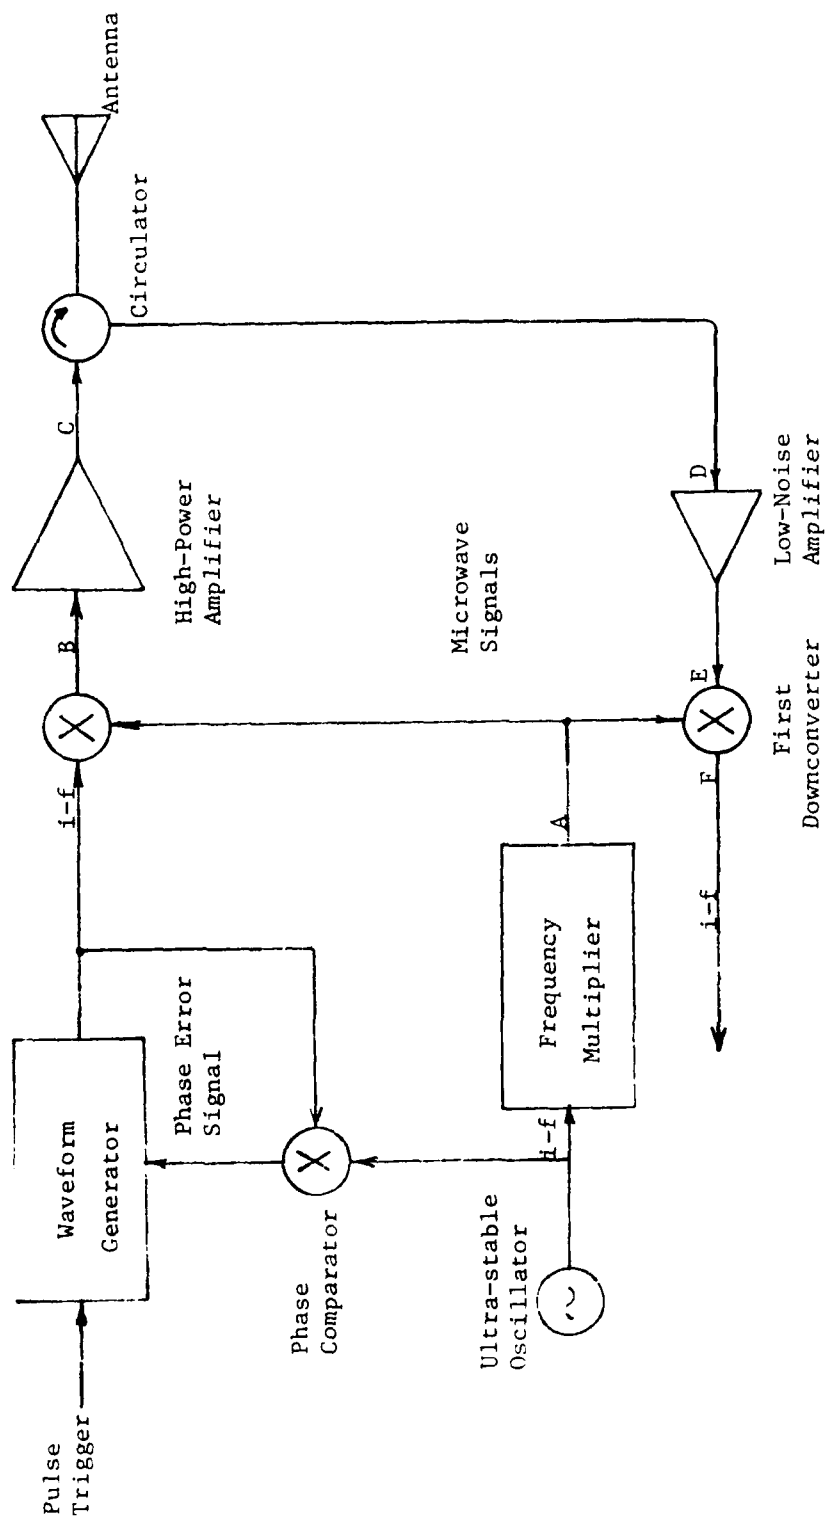 Pulse
Trigger
Waveform
Generator
i-f
B
High-Power
Amplifier
C
Circulator
Antenna
Phase Error
Signal
Phase
Comparator
Microwave
Signals
Ultra-stable
Oscillator
i-f
Frequency
Multiplier
A
i-f
F
First
Downconverter
E
D
Low-Noise
Amplifier